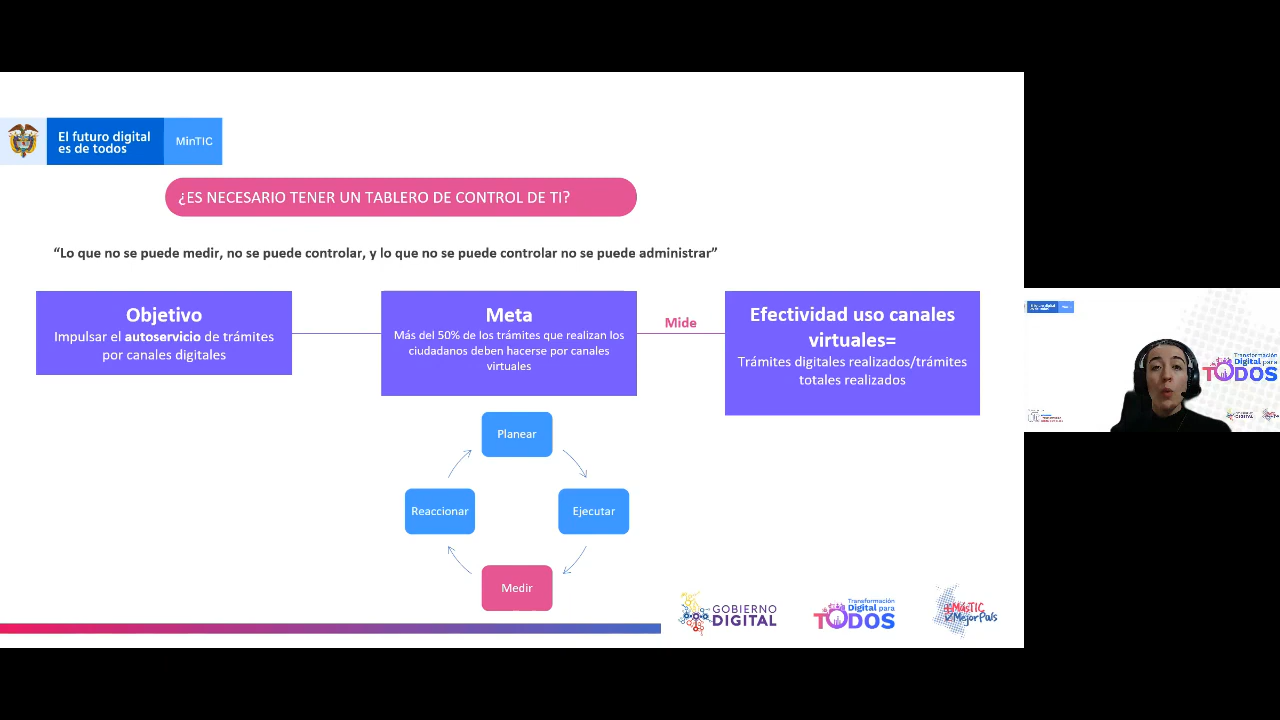 El futuro digital
es de todos
MinTIC
¿ES NECESARIO TENER UN TABLERO DE CONTROL DE TI?
“Lo que no se puede medir, no se puede controlar, y lo que no se puede controlar no se puede administrar”
Objetivo
Impulsar el autoservicio de trámites
por canales digitales
Meta
Más del 50% de los trámites que realizan los
ciudadanos deben hacerse por canales
virtuales
Mide
Efectividad uso canales
virtuales=
Trámites digitales realizados/trámites
totales realizados
Planear
Reaccionar
Ejecutar
Medir
GOBIERNO
DIGITAL
Transformación
Digital para
TODOS
+MásTIC
+MejorPaís
Transformación
Digital para
TODOS
DIGITAL